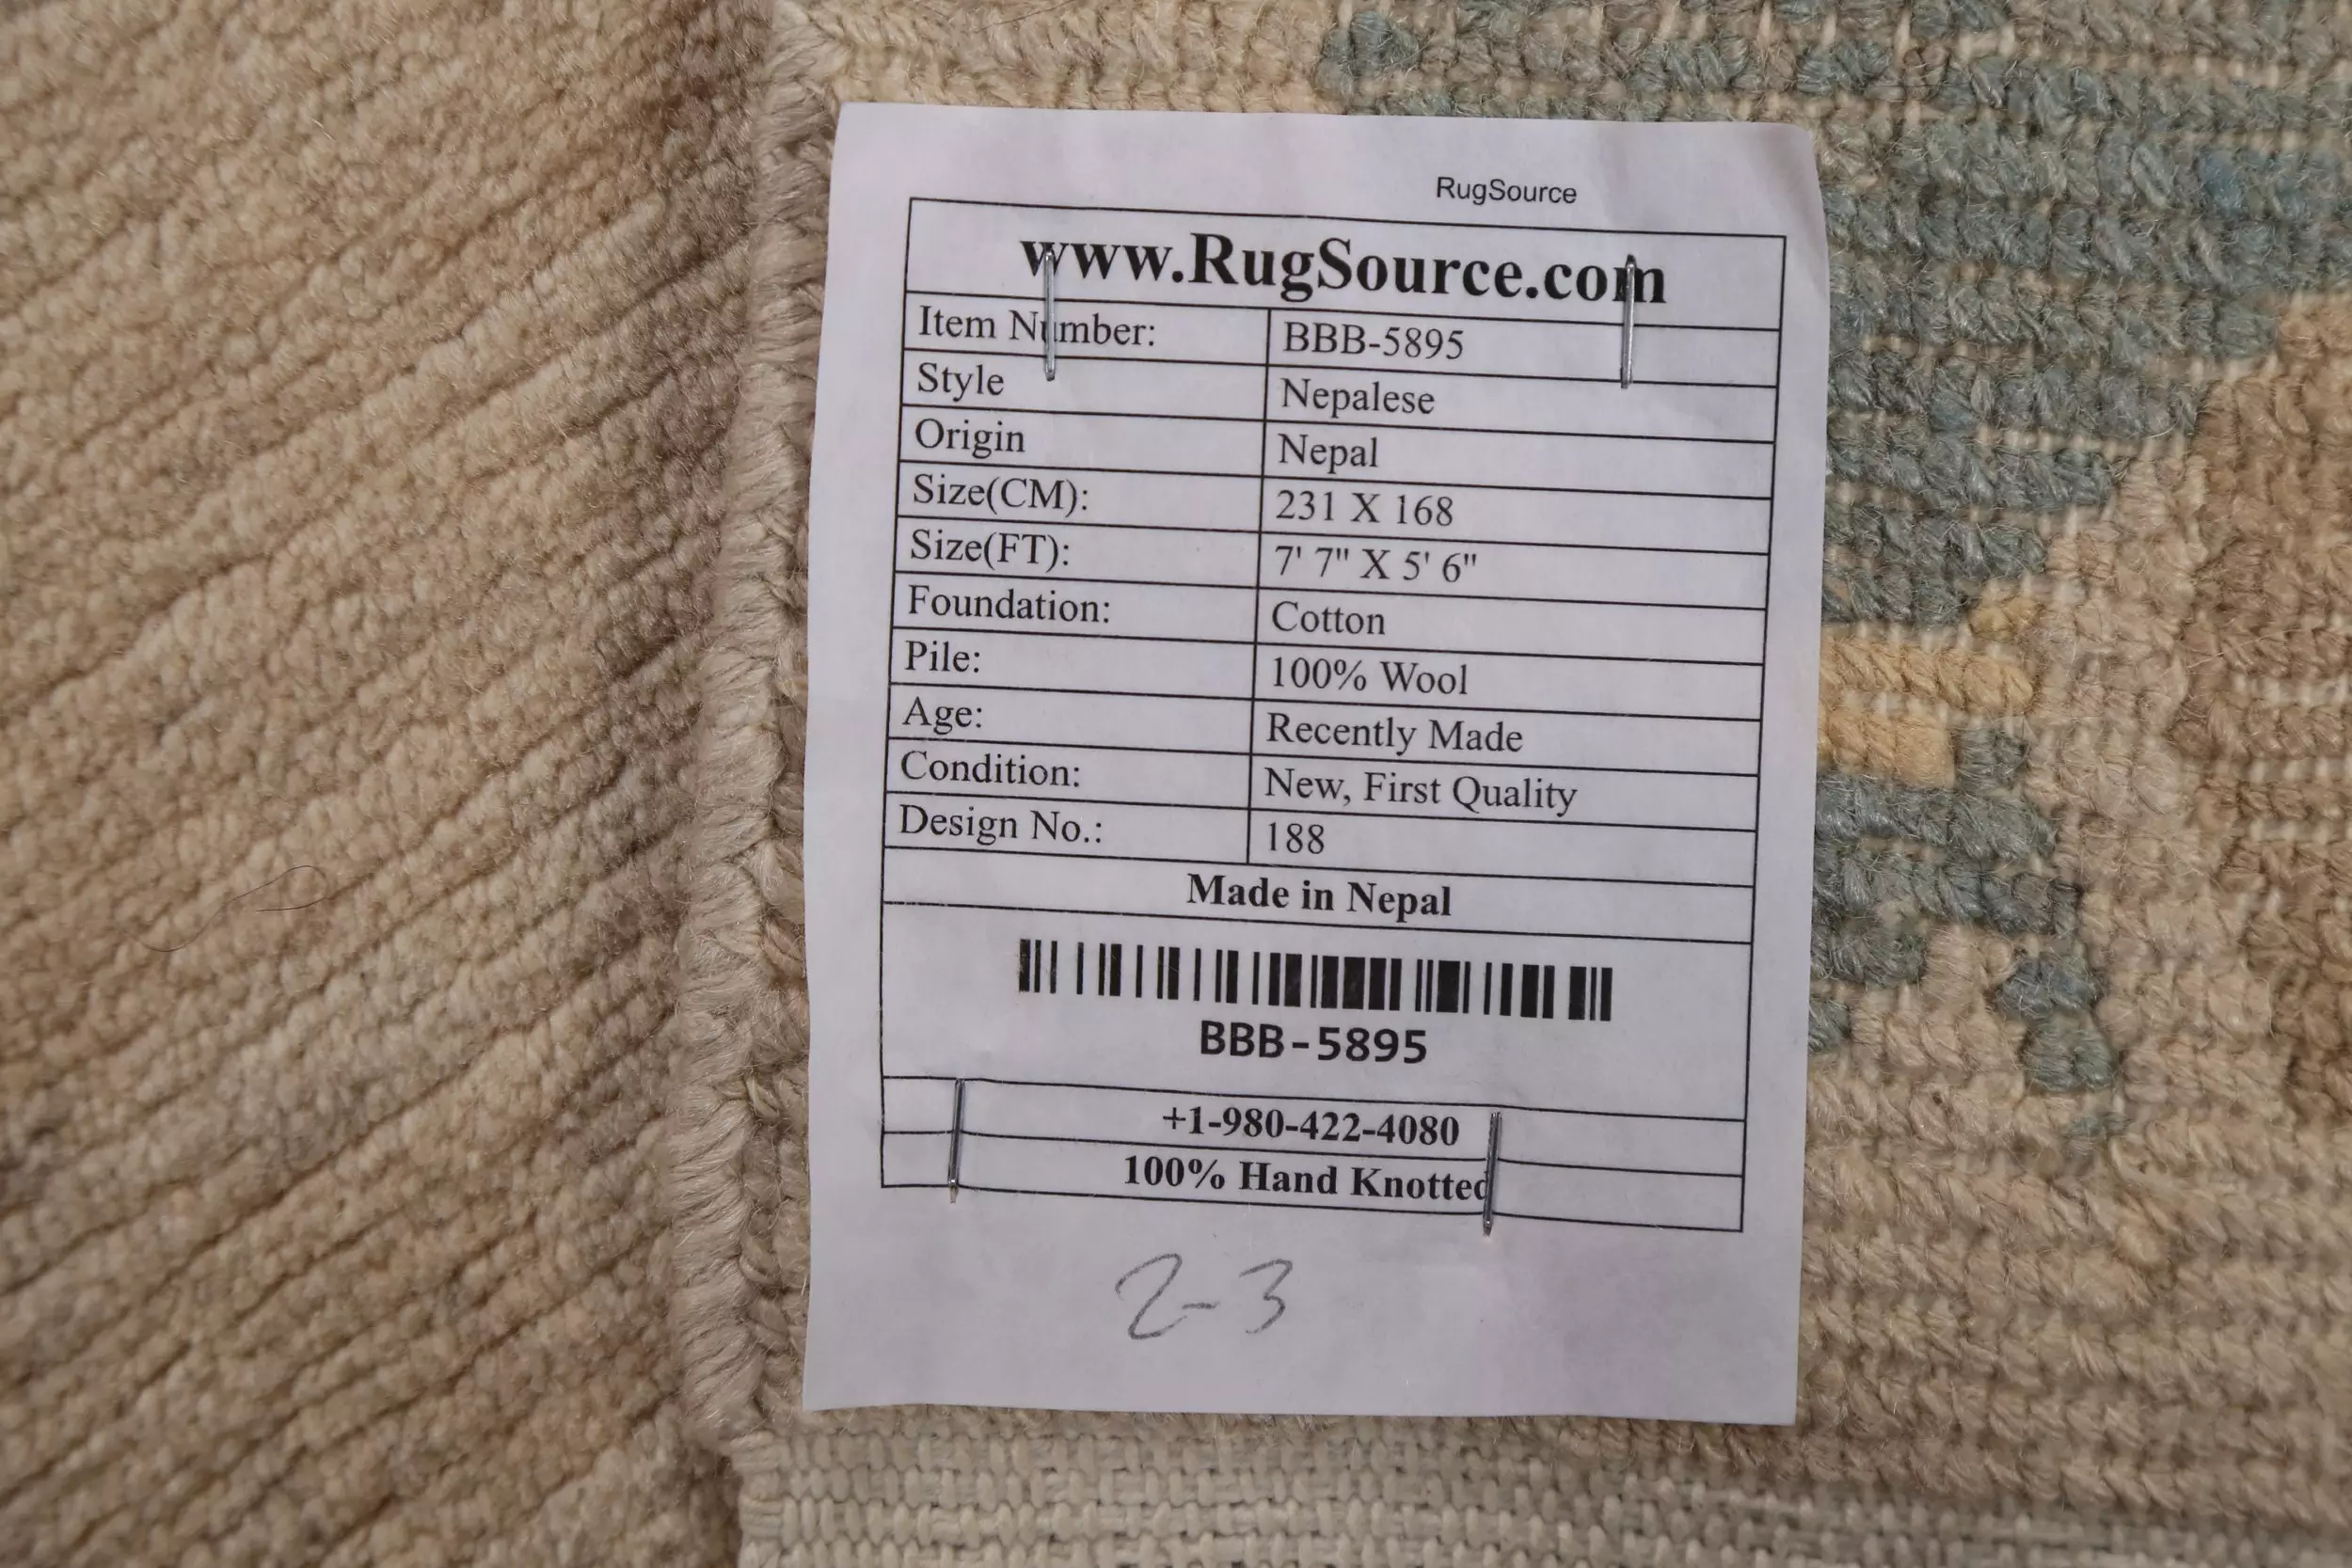 RugSource
www.RugSource.com
Item Number: BBB-5895
Style Nepalese
Origin Nepal
Size(CM): 231 X 168
Size(FT): 7' 7" X 5' 6"
Foundation: Cotton
Pile: 100% Wool
Age: Recently Made
Condition: New, First Quality
Design No.: 188
Made in Nepal
BBB-5895
+1-980-422-4080
100% Hand Knotted
2-3